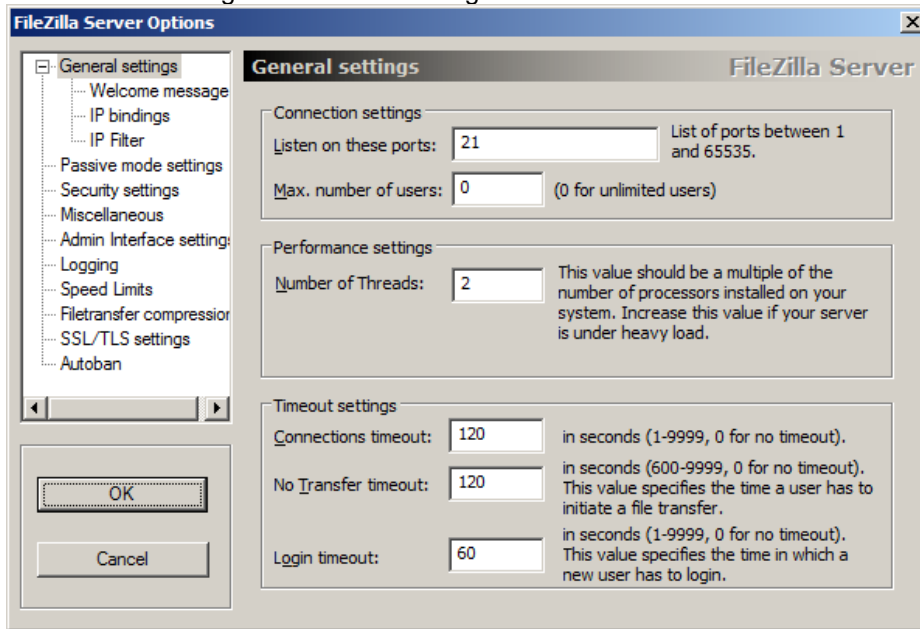 FileZilla Server Options
General settings
Welcome message
IP bindings
IP Filter
Passive mode settings
Security settings
Miscellaneous
Admin Interface setting
Logging
Speed Limits
Filetransfer compression
SSL/TLS settings
Autoban
OK
Cancel
General settings
FileZilla Server
Connection settings
Listen on these ports: 21 List of ports between 1
and 65535.
Max. number of users: 0 (0 for unlimited users)
Performance settings
Number of Threads: 2 This value should be a multiple of the
number of processors installed on your
system. Increase this value if your server
is under heavy load.
Timeout settings
Connections timeout: 120 in seconds (1-9999, 0 for no timeout).
No Transfer timeout: 120 in seconds (600-9999, 0 for no timeout).
This value specifies the time a user has to
initiate a file transfer.
Login timeout: 60 in seconds (1-9999, 0 for no timeout).
This value specifies the time in which a
new user has to login.